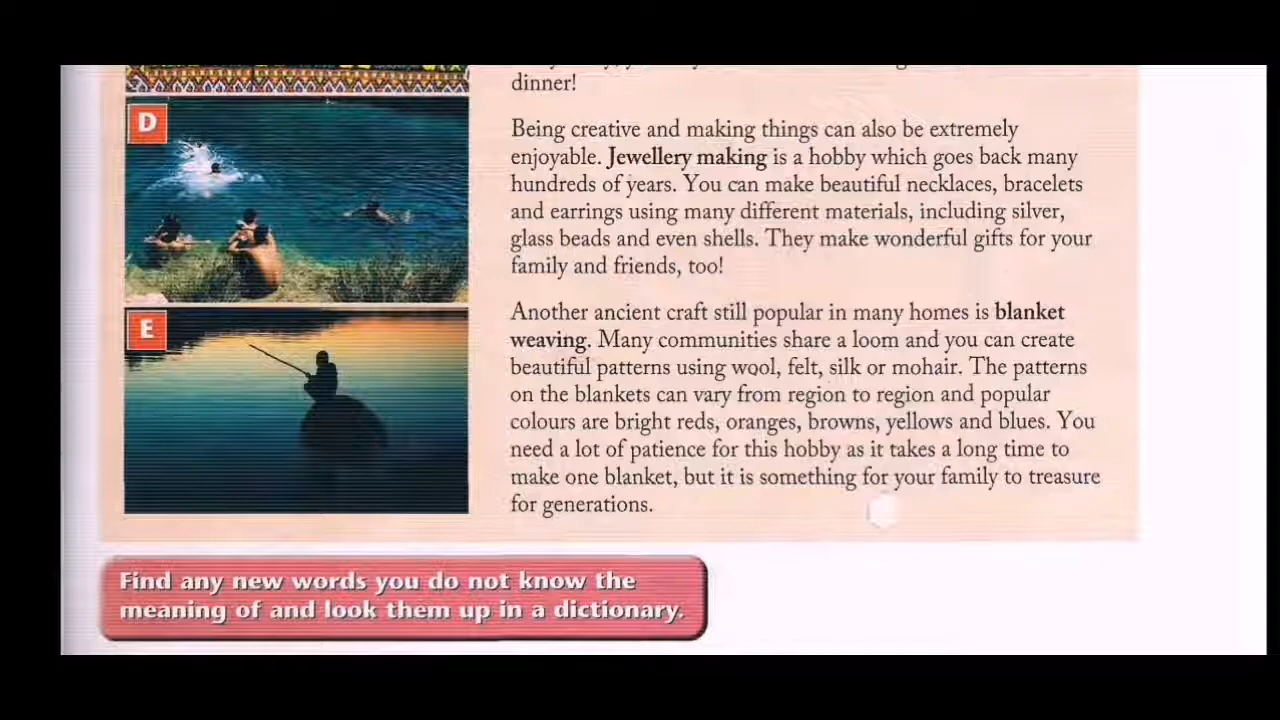 dinner!
D
Being creative and making things can also be extremely
enjoyable. Jewellery making is a hobby which goes back many
hundreds of years. You can make beautiful necklaces, bracelets
and earrings using many different materials, including silver,
glass beads and even shells. They make wonderful gifts for your
family and friends, too!
E
Another ancient craft still popular in many homes is blanket
weaving. Many communities share a loom and you can create
beautiful patterns using wool, felt, silk or mohair. The patterns
on the blankets can vary from region to region and popular
colours are bright reds, oranges, browns, yellows and blues. You
need a lot of patience for this hobby as it takes a long time to
make one blanket, but it is something for your family to treasure
for generations.
Find any new words you do not know the
meaning of and look them up in a dictionary.